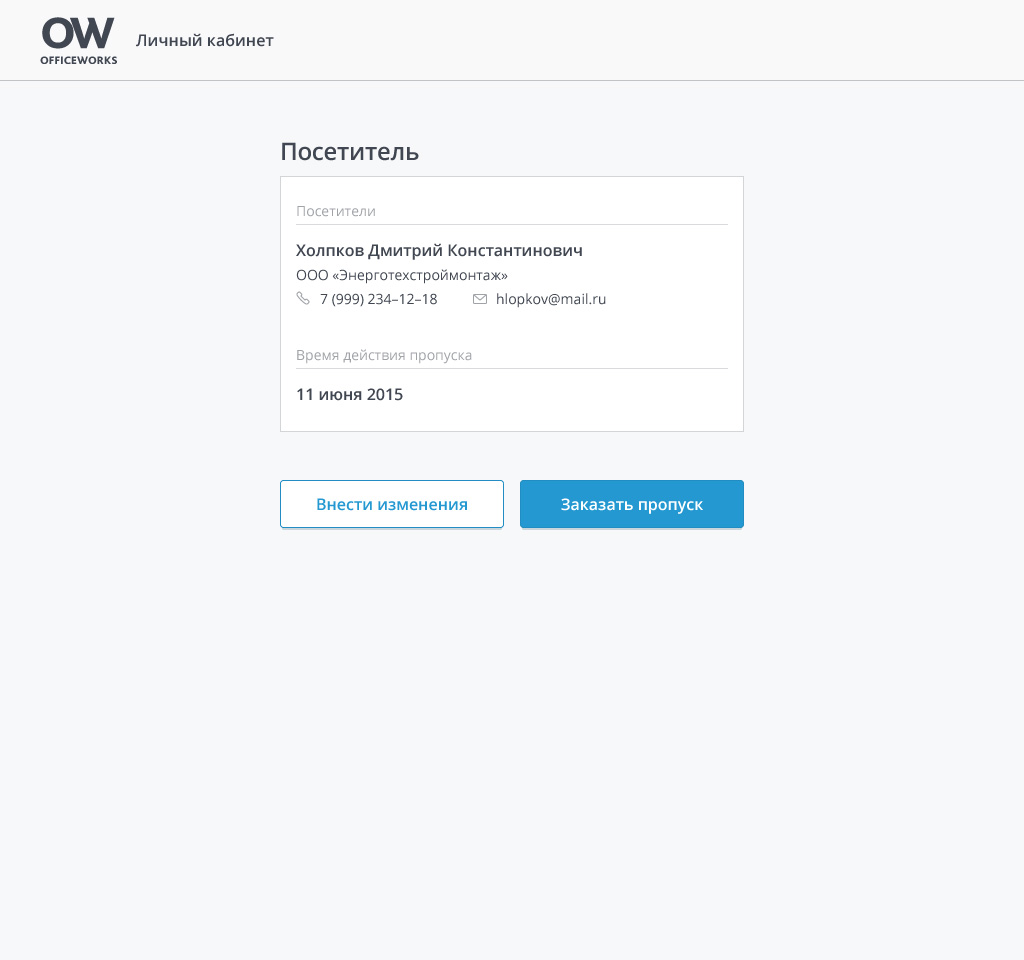 OW
OFFICEWORKS
Личный кабинет
Посетитель
Посетители
Холпков Дмитрий Константинович
ООО «Энерготехстроймонтаж»
7 (999) 234–12–18
hlopkov@mail.ru
Время действия пропуска
11 июня 2015
Внести изменения
Заказать пропуск